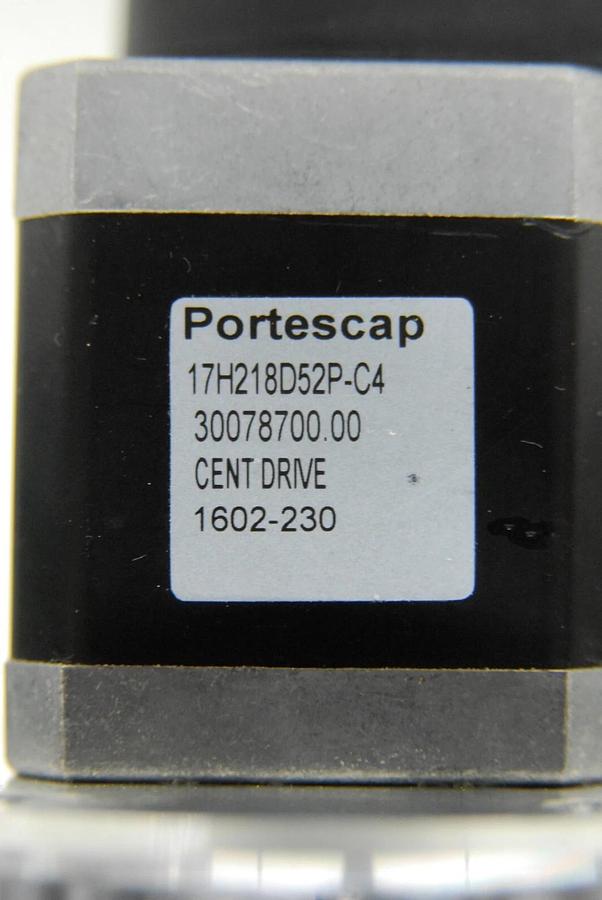 Portescap
17H218D52P-C4
30078700.00
CENT DRIVE
1602-230